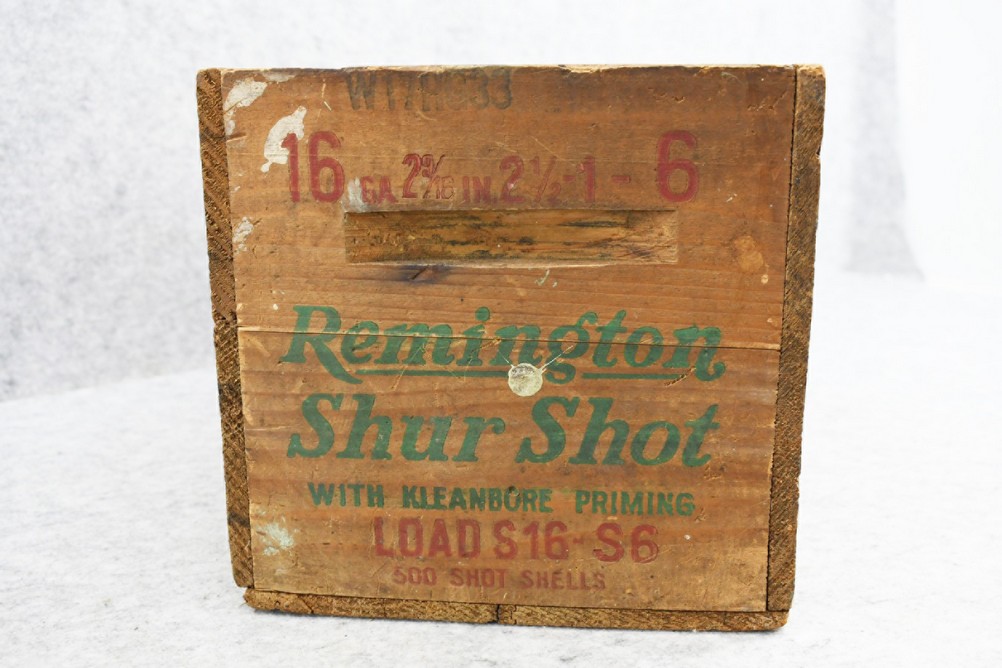 16 GA 2 9/16 IN. 2 1/2-1 - 6
Remington
Shur Shot
WITH KLEANBORE PRIMING
LOAD S16-S6
500 SHOT SHELLS